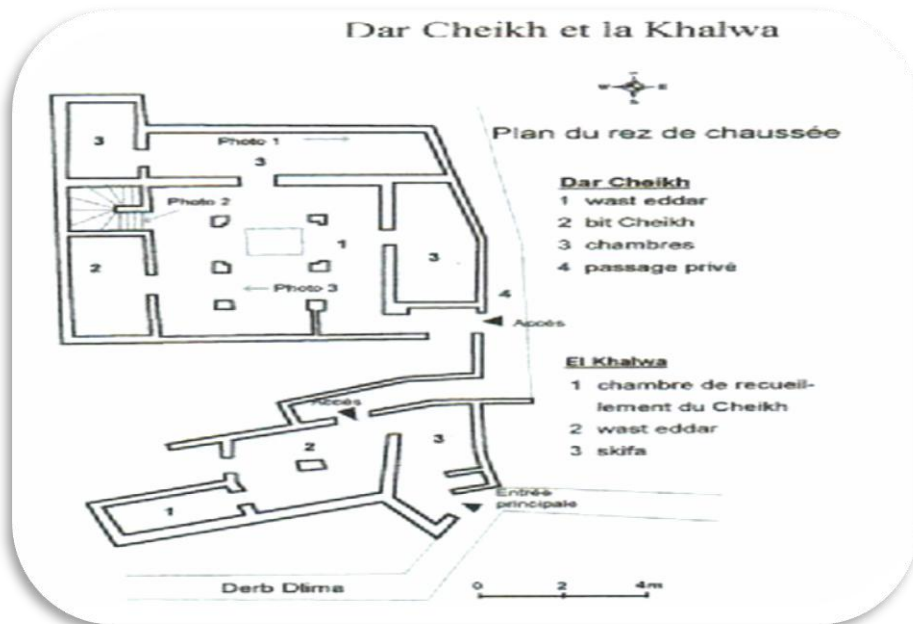 Dar Cheikh et la Khalwa
W E
S
Plan du rez de chaussée
Dar Cheikh
1 wast eddar
2 bit Cheikh
3 chambres
4 passage privé
El Khalwa
1 chambre de recueil-
lement du Cheikh
2 wast eddar
3 skifa
3
Photo 1
3
Photo 2
1
2
3
Photo 3
4
Accès
Accès
2
3
1
Entrée
principale
Derb Dlima
0 2 4m